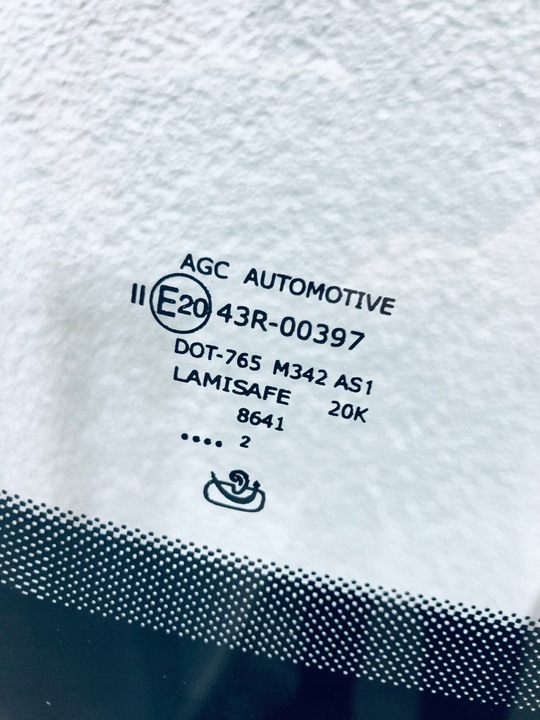 AGC AUTOMOTIVE
II E20 43R-00397
DOT-765 M342 AS1
LAMISAFE 20K
8641
.... 2